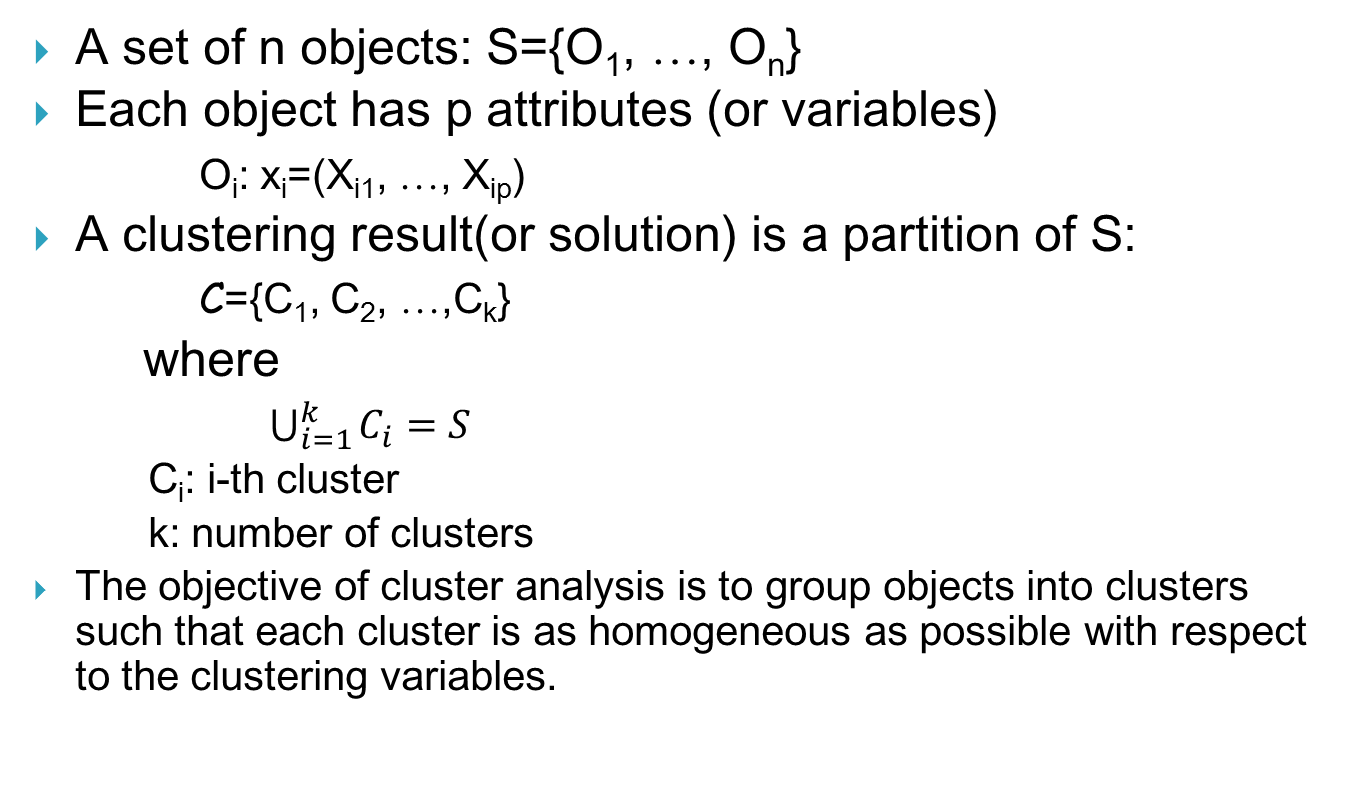 A set of n objects: S={O₁, …, Oₙ}
Each object has p attributes (or variables)
Oᵢ: xᵢ=(Xᵢ₁, …, Xᵢₚ)
A clustering result(or solution) is a partition of S:
𝒞={C₁, C₂, …,Cₖ}
where
⋃ᵏᵢ₌₁ 𝐶ᵢ = 𝑆
Cᵢ: i-th cluster
k: number of clusters
The objective of cluster analysis is to group objects into clusters
such that each cluster is as homogeneous as possible with respect
to the clustering variables.